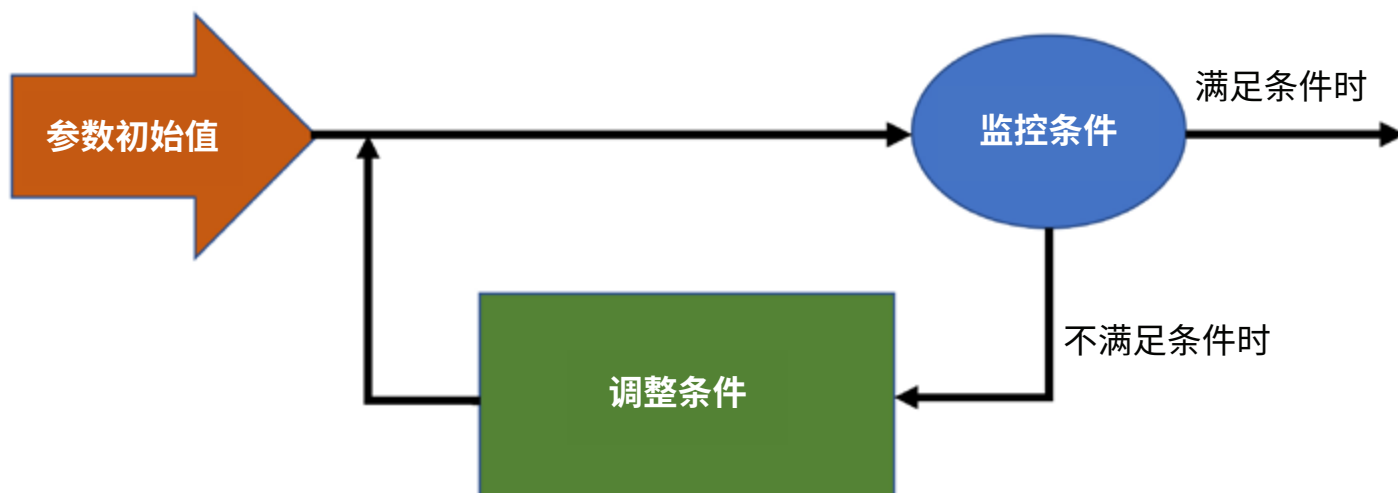 参数初始值
监控条件
满足条件时
不满足条件时
调整条件